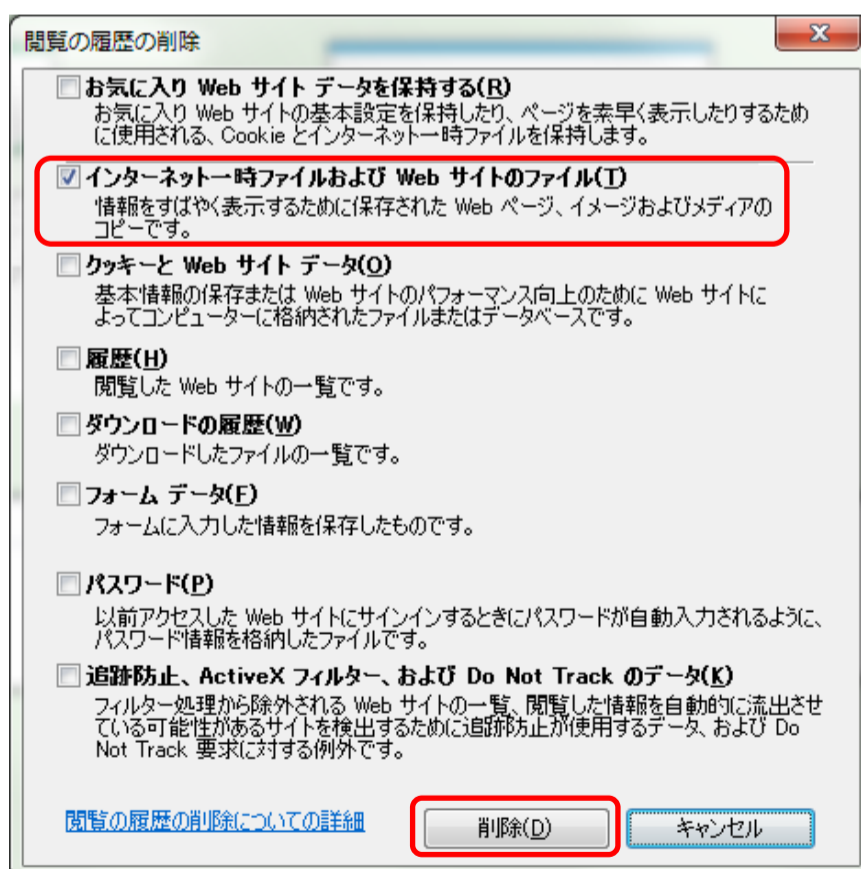 閲覧の履歴の削除
お気に入り Web サイト データを保持する(R)
お気に入り Web サイトの基本設定を保持したり、ページを素早く表示したりするため
に使用される、Cookie とインターネット一時ファイルを保持します。
インターネット一時ファイルおよび Web サイトのファイル(T)
情報をすばやく表示するために保存された Web ページ、イメージおよびメディアの
コピーです。
クッキーと Web サイト データ(O)
基本情報の保存または Web サイトのパフォーマンス向上のために Web サイトに
よってコンピューターに格納されたファイルまたはデータベースです。
履歴(H)
閲覧した Web サイトの一覧です。
ダウンロードの履歴(W)
ダウンロードしたファイルの一覧です。
フォーム データ(F)
フォームに入力した情報を保存したものです。
パスワード(P)
以前アクセスした Web サイトにサインインするときにパスワードが自動入力されるように、
パスワード情報を格納したファイルです。
追跡防止、ActiveX フィルター、および Do Not Track のデータ(K)
フィルター処理から除外される Web サイトの一覧、閲覧した情報を自動的に流出させ
ている可能性があるサイトを検出するために追跡防止が使用するデータ、および Do
Not Track 要求に対する例外です。
閲覧の履歴の削除についての詳細
削除(D)
キャンセル